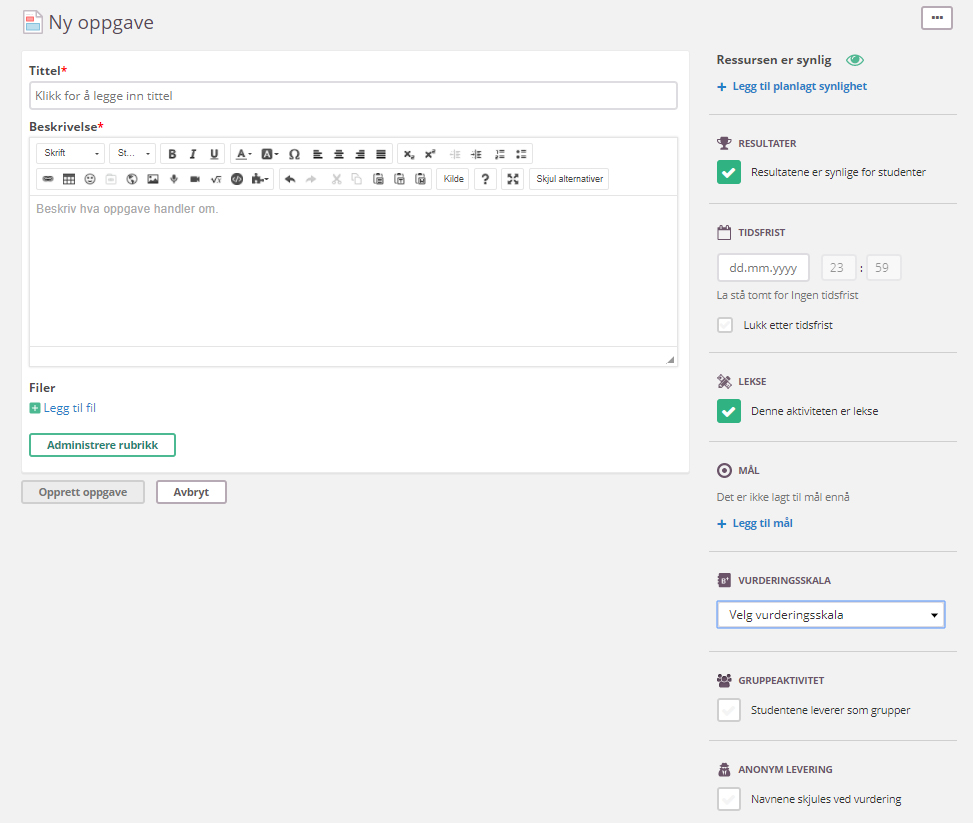 Ny oppgave
Tittel*
Klikk for å legge inn tittel
Beskrivelse*
Skrift St... B I U A A Ω x₂ x²
Kilde ? Skjul alternativer
Beskriv hva oppgave handler om.
Filer
Legg til fil
Administrere rubrikk
Opprett oppgave Avbryt
Ressursen er synlig
+ Legg til planlagt synlighet
RESULTATER
Resultatene er synlige for studenter
TIDSFRIST
dd.mm.yyyy 23 : 59
La stå tomt for Ingen tidsfrist
Lukk etter tidsfrist
LEKSE
Denne aktiviteten er lekse
MÅL
Det er ikke lagt til mål ennå
+ Legg til mål
VURDERINGSSKALA
Velg vurderingsskala
GRUPPEAKTIVITET
Studentene leverer som grupper
ANONYM LEVERING
Navnene skjules ved vurdering